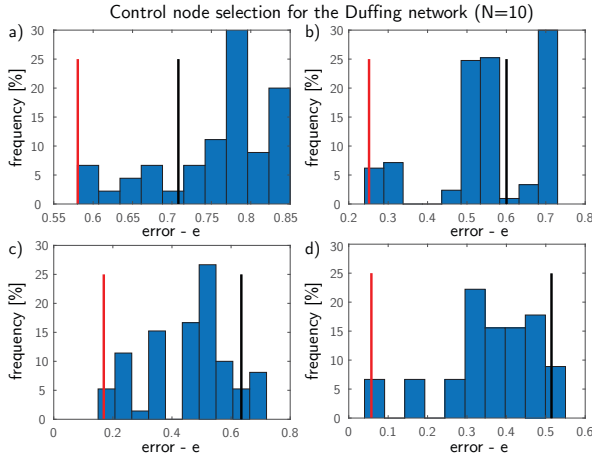 Control node selection for the Duffing network (N=10)
a)
frequency [%]
30
25
20
15
10
5
0
0.55 0.6 0.65 0.7 0.75 0.8 0.85
error - e
b)
frequency [%]
30
25
20
15
10
5
0
0.2 0.3 0.4 0.5 0.6 0.7 0.8
error - e
c)
frequency [%]
30
25
20
15
10
5
0
0 0.2 0.4 0.6 0.8
error - e
d)
frequency [%]
30
25
20
15
10
5
0
0 0.1 0.2 0.3 0.4 0.5 0.6
error - e